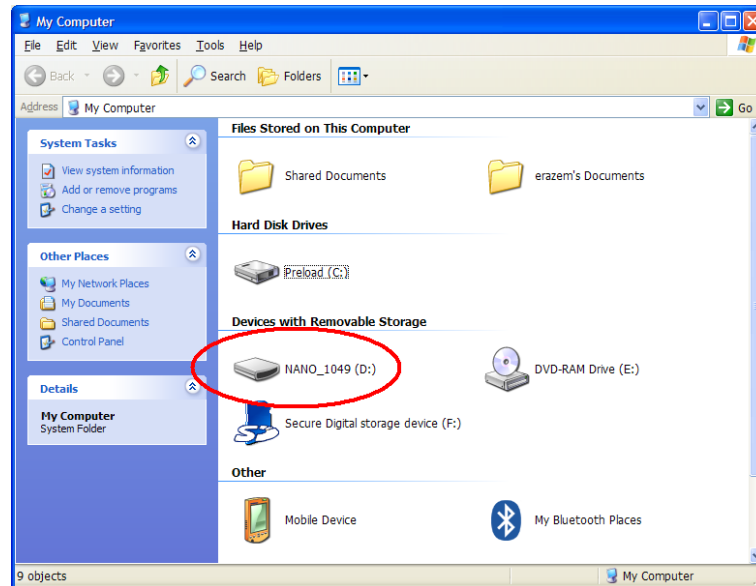 My Computer
File Edit View Favorites Tools Help
Back Search Folders
Address My Computer Go
System Tasks
View system information
Add or remove programs
Change a setting
Other Places
My Network Places
My Documents
Shared Documents
Control Panel
Details
My Computer
System Folder
Files Stored on This Computer
Shared Documents erazem's Documents
Hard Disk Drives
Preload (C:)
Devices with Removable Storage
NANO_1049 (D:) DVD-RAM Drive (E:)
Secure Digital storage device (F:)
Other
Mobile Device My Bluetooth Places
9 objects My Computer